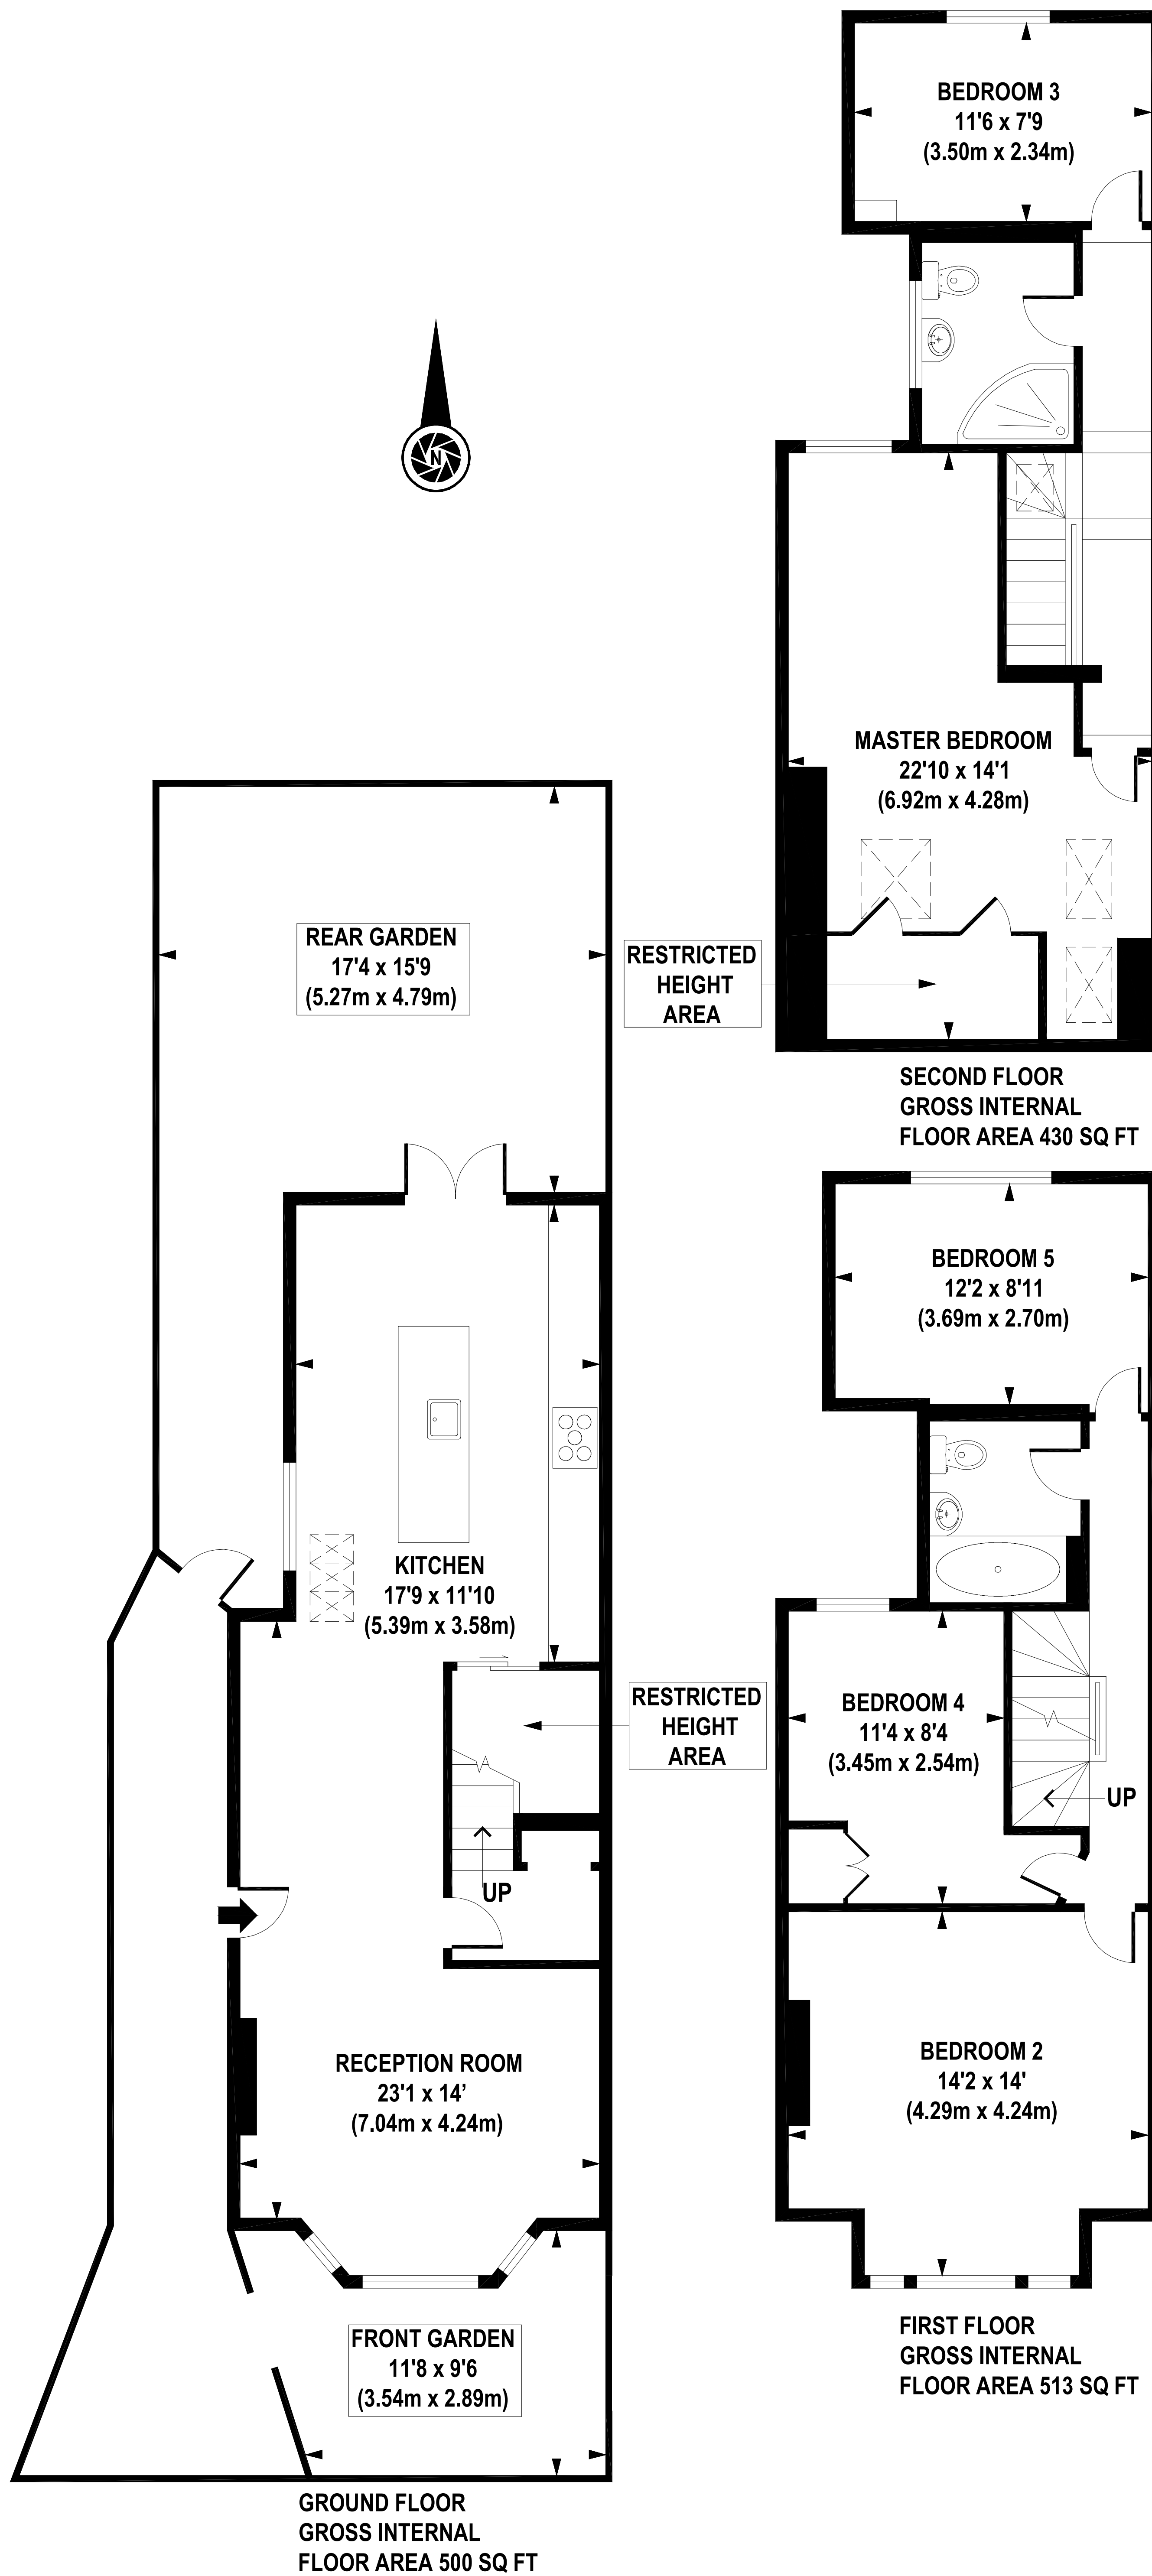 BEDROOM 3
11'6 x 7'9
(3.50m x 2.34m)
N
MASTER BEDROOM
22'10 x 14'1
(6.92m x 4.28m)
REAR GARDEN
17'4 x 15'9
(5.27m x 4.79m)
RESTRICTED
HEIGHT
AREA
SECOND FLOOR
GROSS INTERNAL
FLOOR AREA 430 SQ FT
BEDROOM 5
12'2 x 8'11
(3.69m x 2.70m)
KITCHEN
17'9 x 11'10
(5.39m x 3.58m)
RESTRICTED
HEIGHT
AREA
BEDROOM 4
11'4 x 8'4
(3.45m x 2.54m)
UP
UP
RECEPTION ROOM
23'1 x 14’
(7.04m x 4.24m)
BEDROOM 2
14'2 x 14'
(4.29m x 4.24m)
FRONT GARDEN
11'8 x 9'6
(3.54m x 2.89m)
FIRST FLOOR
GROSS INTERNAL
FLOOR AREA 513 SQ FT
GROUND FLOOR
GROSS INTERNAL
FLOOR AREA 500 SQ FT